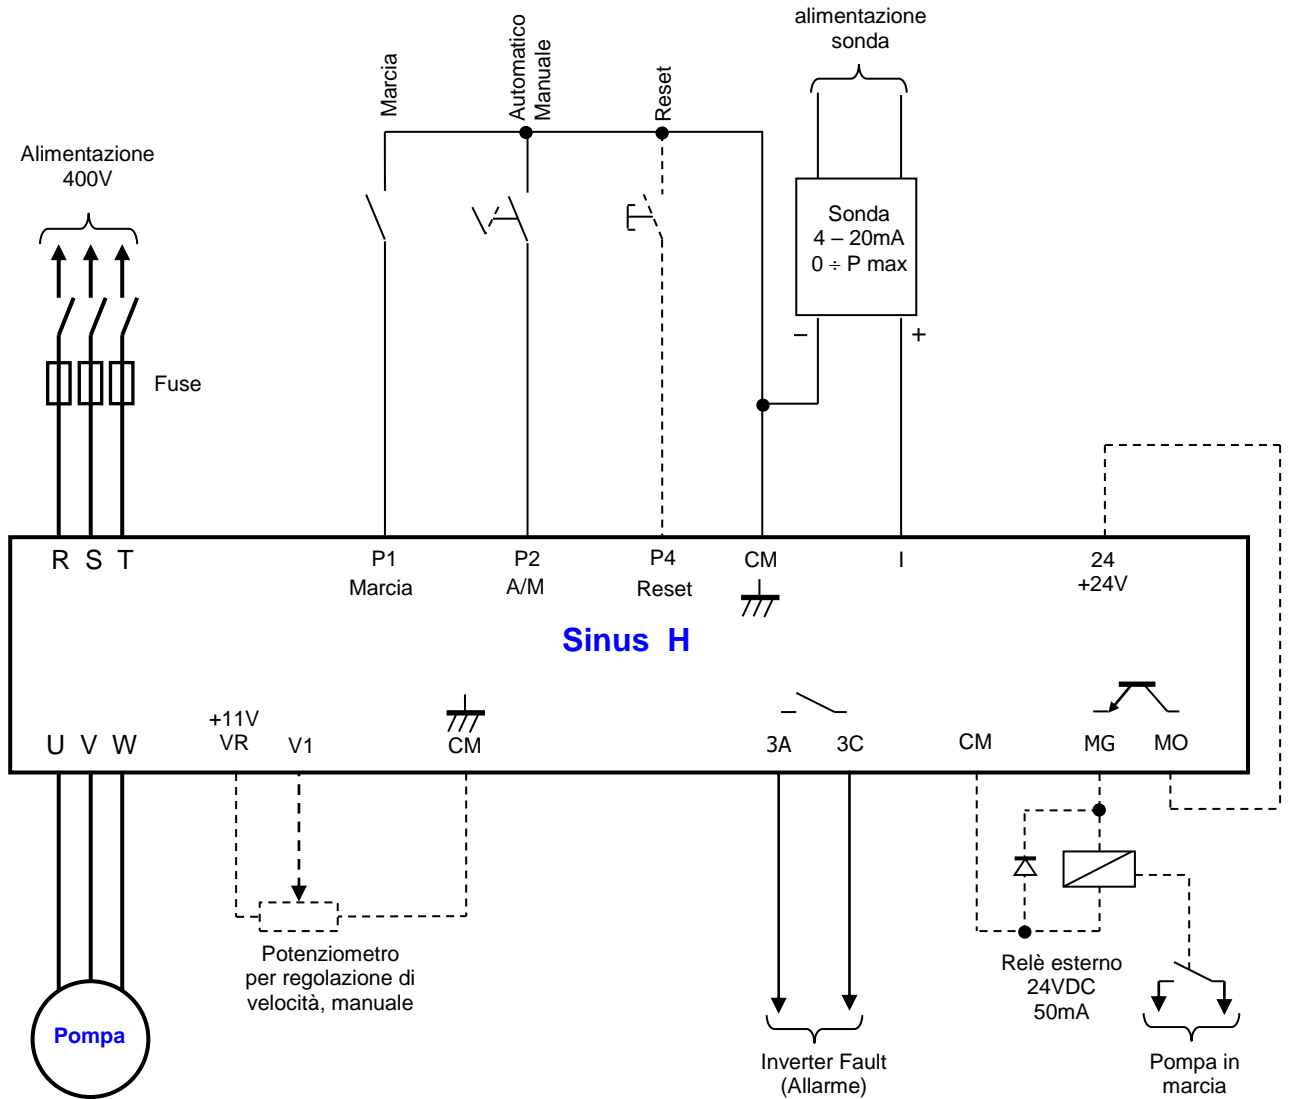 alimentazione
sonda
Marcia
Automatico
Manuale
Reset
Alimentazione
400V
Sonda
4 – 20mA
0 ÷ P max
–
+
Fuse
R S T
P1
Marcia
P2
A/M
P4
Reset
CM
I
24
+24V
Sinus H
+11V
VR
V1
CM
U V W
3A
3C
CM
MG
MO
Potenziometro
per regolazione di
velocità, manuale
Relè esterno
24VDC
50mA
Pompa
Inverter Fault
(Allarme)
Pompa in
marcia